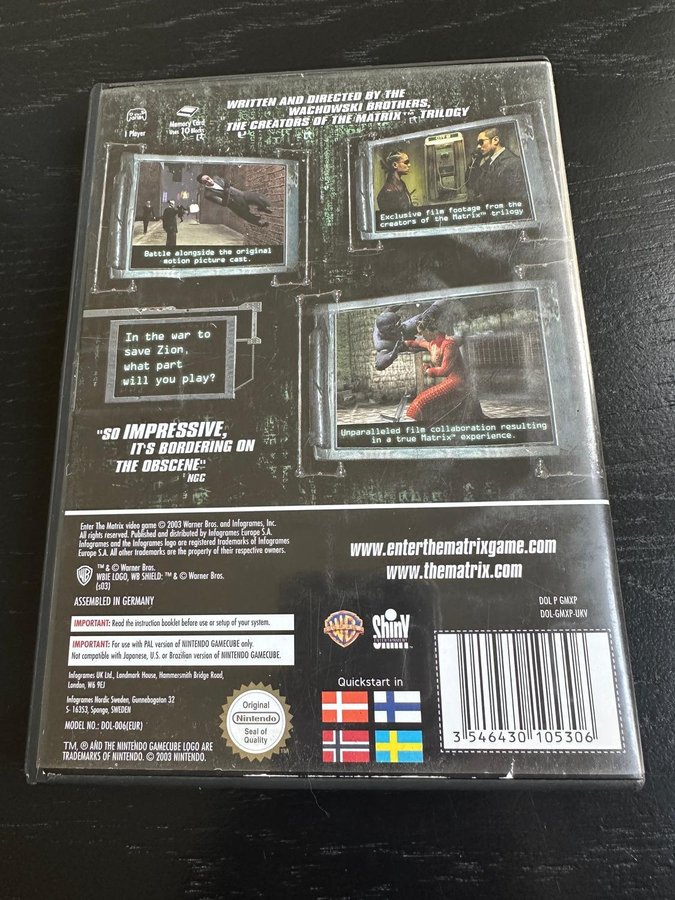 WRITTEN AND DIRECTED BY THE
WACHOWSKI BROTHERS,
THE CREATORS OF THE MATRIX™ TRILOGY
1 Player
Memory Card
Uses 10 Blocks
Battle alongside the original
motion picture cast.
Exclusive film footage from the
creators of the Matrix™ trilogy
In the war to
save Zion,
what part
will you play?
Unparalleled film collaboration resulting
in a true Matrix™ experience.
"SO IMPRESSIVE,
IT'S BORDERING ON
THE OBSCENE"
NGC
Enter The Matrix video game © 2003 Warner Bros. and Infogrames, Inc.
All rights reserved. Published and distributed by Infogrames Europe S.A.
Infogrames and the Infogrames logo are registered trademarks of Infogrames
Europe S.A. All other trademarks are the property of their respective owners.
WB
™ & © Warner Bros.
WBIE LOGO, WB SHIELD: ™ & © Warner Bros.
(s03)
ASSEMBLED IN GERMANY
www.enterthematrixgame.com
www.thematrix.com
DOL P GMXP
DOL-GMXP-UKV
IMPORTANT: Read the instruction booklet before use or setup of your system.
IMPORTANT: For use with PAL version of NINTENDO GAMECUBE only.
Not compatible with Japanese, U.S. or Brazilian version of NINTENDO GAMECUBE.
Infogrames UK Ltd., Landmark House, Hammersmith Bridge Road,
London, W6 9EJ
Infogrames Nordic Sweden, Gunnebogatan 32
S- 16353, Spånga, SWEDEN
MODEL NO.: DOL-006(EUR)
TM, ® AND THE NINTENDO GAMECUBE LOGO ARE
TRADEMARKS OF NINTENDO. © 2003 NINTENDO.
Original
Nintendo
Seal of
Quality
WB
Shiny
ENTERTAINMENT
Quickstart in
3 546430 105306